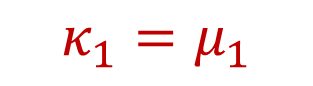 κ₁ = μ₁